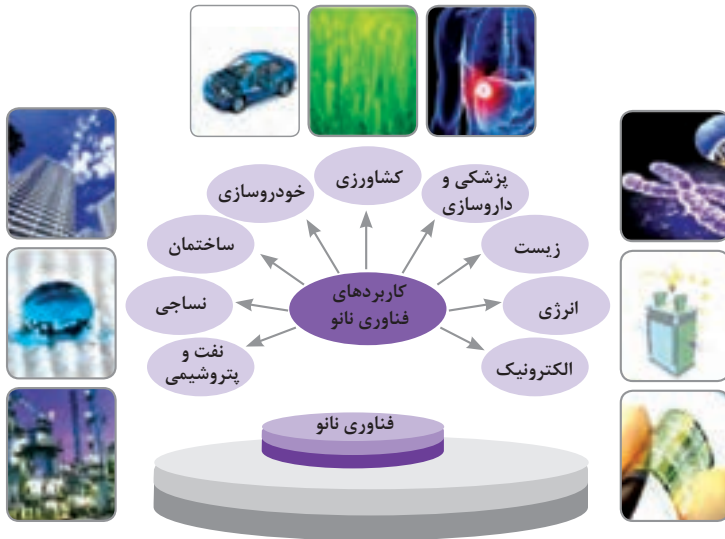 کشاورزی
پزشکی و
داروسازی
خودروسازی
زیست
ساختمان
انرژی
نساجی
الکترونیک
نفت و
پتروشیمی
کاربردهای
فناوری نانو
فناوری نانو